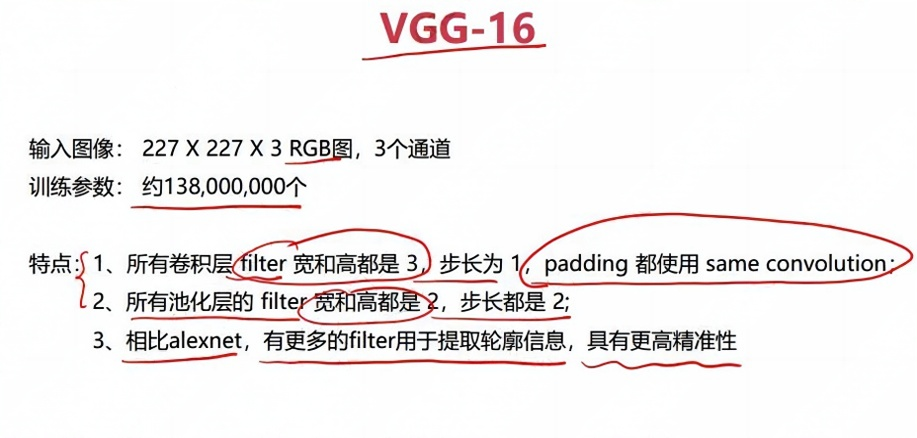 VGG-16
输入图像： 227 X 227 X 3 RGB图，3个通道
训练参数： 约138,000,000个
特点：1、所有卷积层 filter 宽和高都是 3，步长为 1，padding 都使用 same convolution;
2、所有池化层的 filter 宽和高都是 2，步长都是 2;
3、相比alexnet，有更多的filter用于提取轮廓信息，具有更高精准性